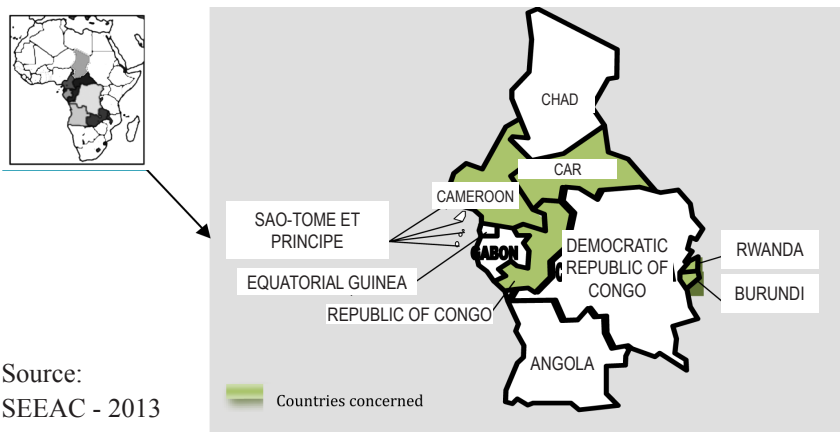 CHAD
CAR
CAMEROON
SAO-TOME ET
PRINCIPE
GABON
DEMOCRATIC
REPUBLIC OF
CONGO
RWANDA
EQUATORIAL GUINEA
BURUNDI
REPUBLIC OF CONGO
ANGOLA
Source:
SEEAC - 2013
Countries concerned